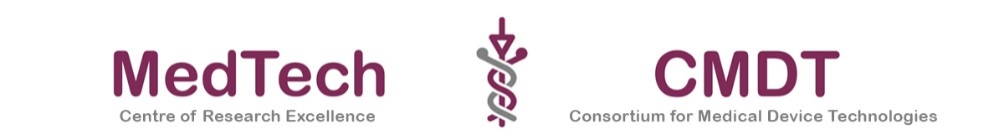 MedTech
Centre of Research Excellence
CMDT
Consortium for Medical Device Technologies